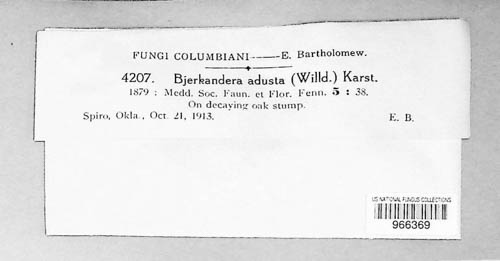 FUNGI COLUMBIANI——E. Bartholomew.
4207. Bjerkandera adusta (Willd.) Karst.
1879 : Medd. Soc. Faun. et Flor. Fenn. 5 : 38.
On decaying oak stump.
Spiro, Okla., Oct. 21, 1913. E. B.
US NATIONAL FUNGUS COLLECTIONS
966369